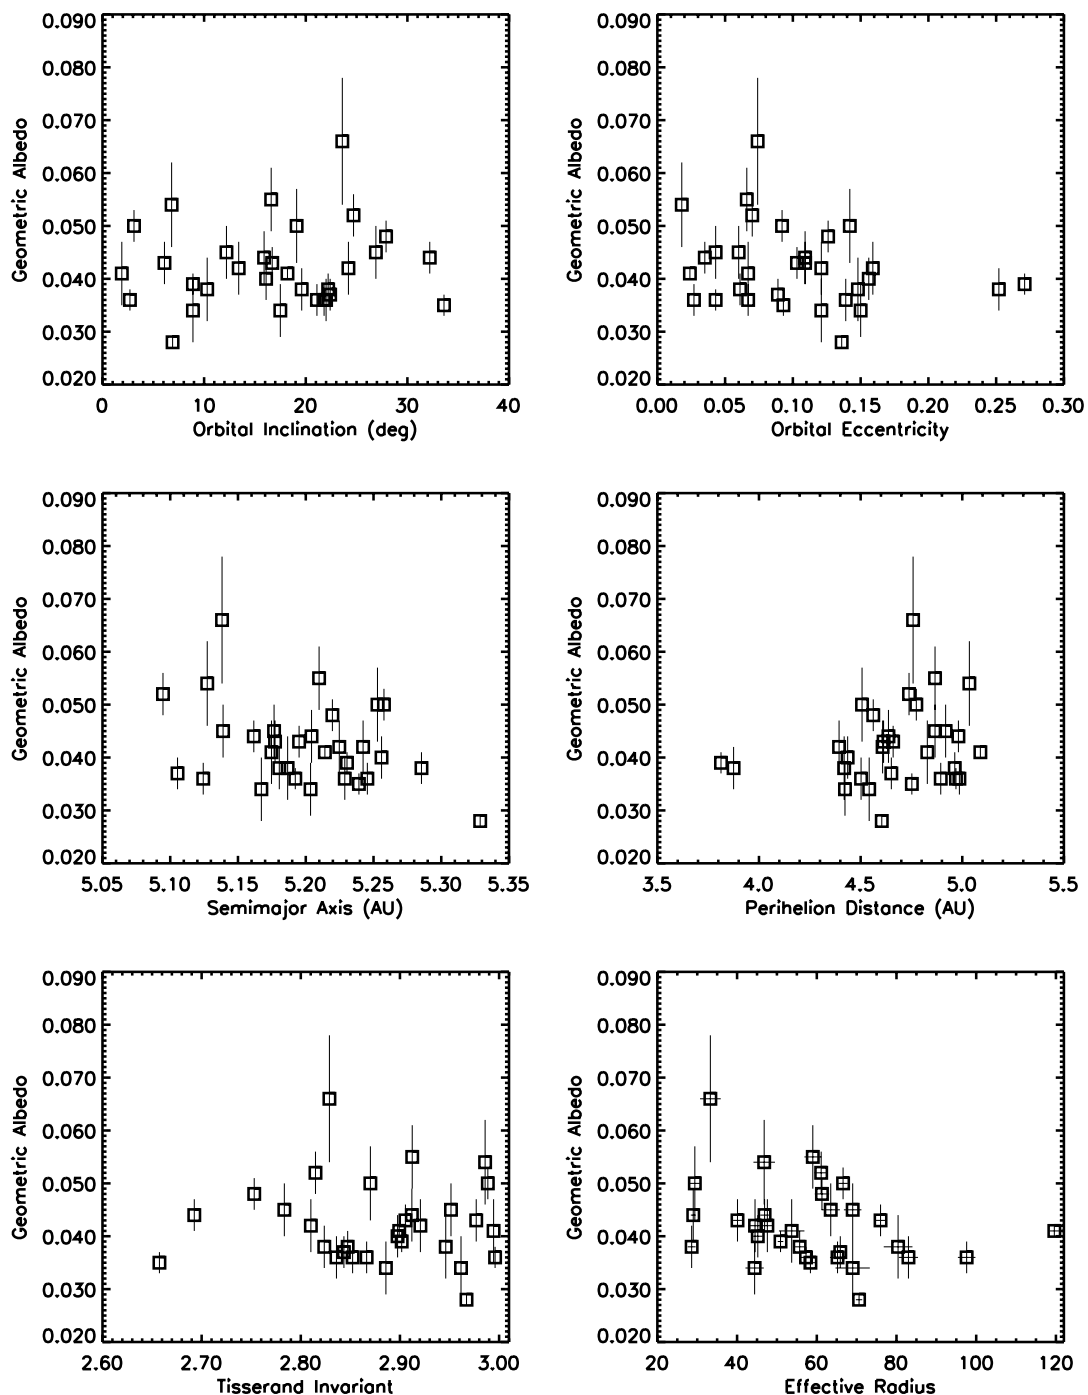 0.090
0.080
0.070
0.060
0.050
0.040
0.030
0.020
Geometric Albedo
0 10 20 30 40
Orbital Inclination (deg)
0.090
0.080
0.070
0.060
0.050
0.040
0.030
0.020
Geometric Albedo
0.00 0.05 0.10 0.15 0.20 0.25 0.30
Orbital Eccentricity
0.090
0.080
0.070
0.060
0.050
0.040
0.030
0.020
Geometric Albedo
5.05 5.10 5.15 5.20 5.25 5.30 5.35
Semimajor Axis (AU)
0.090
0.080
0.070
0.060
0.050
0.040
0.030
0.020
Geometric Albedo
3.5 4.0 4.5 5.0 5.5
Perihelion Distance (AU)
0.090
0.080
0.070
0.060
0.050
0.040
0.030
0.020
Geometric Albedo
2.60 2.70 2.80 2.90 3.00
Tisserand Invariant
0.090
0.080
0.070
0.060
0.050
0.040
0.030
0.020
Geometric Albedo
20 40 60 80 100 120
Effective Radius